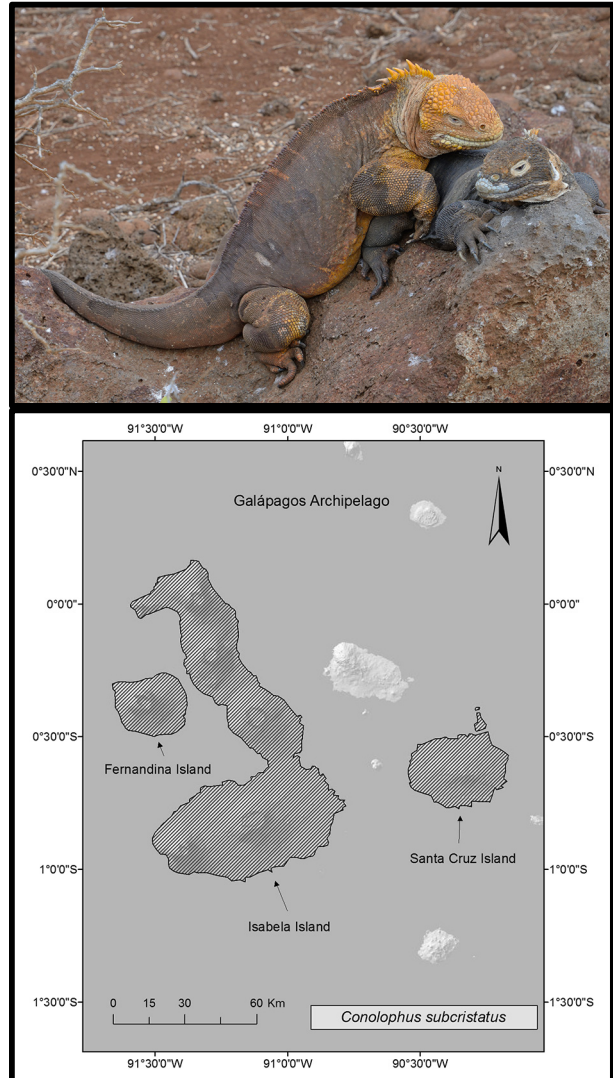 91°30'0"W 91°0'0"W 90°30'0"W
0°30'0"N 0°30'0"N
N
Galápagos Archipelago
0°0'0" 0°0'0"
0°30'0"S 0°30'0"S
Fernandina Island
Santa Cruz Island
1°0'0"S 1°0'0"S
Isabela Island
1°30'0"S 1°30'0"S
0 15 30 60 Km
Conolophus subcristatus
91°30'0"W 91°0'0"W 90°30'0"W